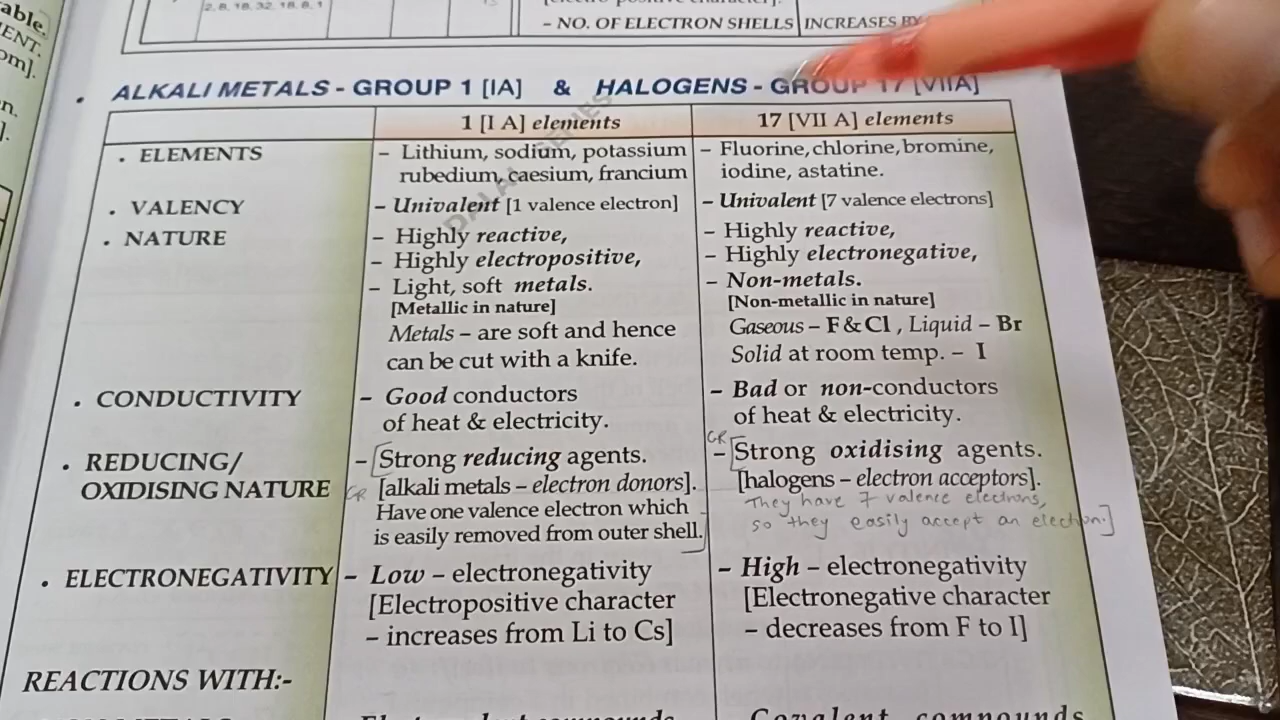 able.
ENT.
om].
n.
].
2, 8, 18, 32, 18, 8, 1
– NO. OF ELECTRON SHELLS INCREASES BY
ALKALI METALS - GROUP 1 [IA] & HALOGENS - GROUP 17 [VIIA]
1 [I A] elements
17 [VII A] elements
• ELEMENTS
– Lithium, sodium, potassium
rubedium, caesium, francium
– Fluorine, chlorine, bromine,
iodine, astatine.
• VALENCY
– Univalent [1 valence electron]
– Univalent [7 valence electrons]
• NATURE
– Highly reactive,
– Highly electropositive,
– Light, soft metals.
[Metallic in nature]
Metals – are soft and hence
can be cut with a knife.
– Highly reactive,
– Highly electronegative,
– Non-metals.
[Non-metallic in nature]
Gaseous – F & Cl , Liquid – Br
Solid at room temp. – I
• CONDUCTIVITY
– Good conductors
of heat & electricity.
– Bad or non-conductors
of heat & electricity.
• REDUCING/
OXIDISING NATURE
– [Strong reducing agents.
GR [alkali metals – electron donors].
Have one valence electron which
is easily removed from outer shell.]
GR
– [Strong oxidising agents.
[halogens – electron acceptors].
They have 7 valence electrons,
so they easily accept an electron.]
• ELECTRONEGATIVITY
– Low – electronegativity
[Electropositive character
– increases from Li to Cs]
– High – electronegativity
[Electronegative character
– decreases from F to I]
REACTIONS WITH:-
Covalent compounds